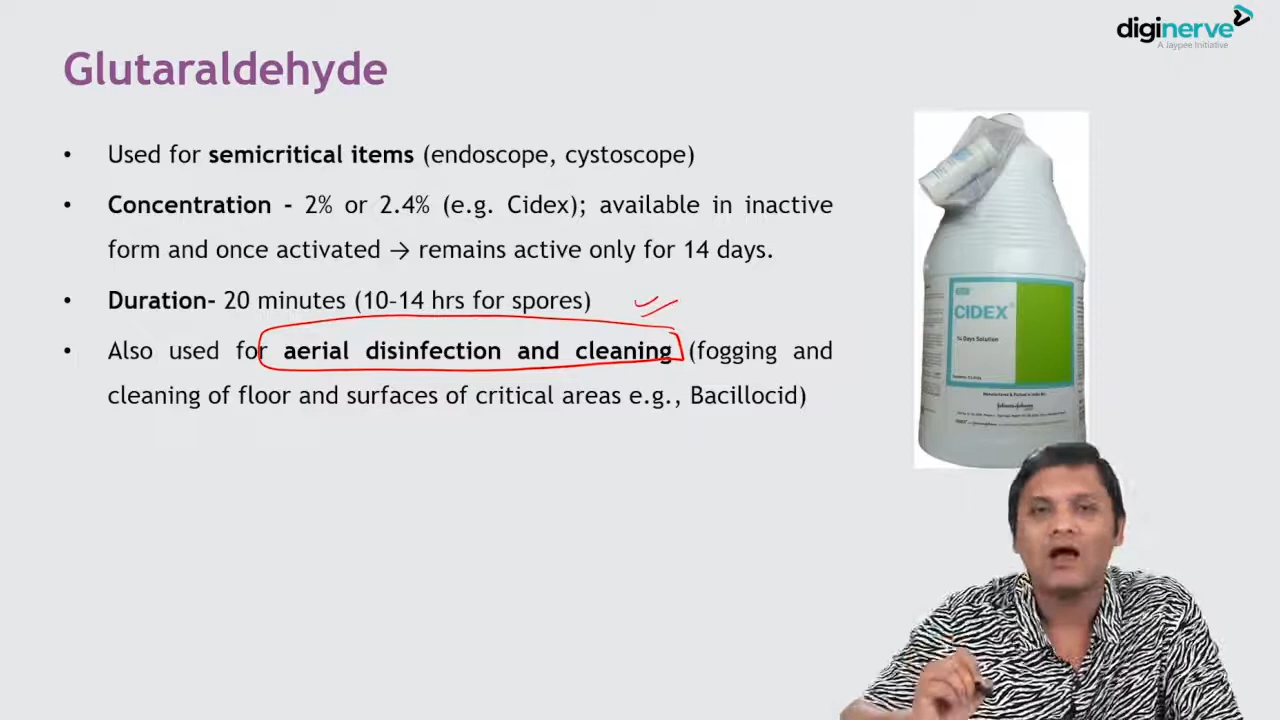 diginerve
A Jaypee Initiative
Glutaraldehyde
• Used for semicritical items (endoscope, cystoscope)
• Concentration - 2% or 2.4% (e.g. Cidex); available in inactive
form and once activated → remains active only for 14 days.
• Duration- 20 minutes (10–14 hrs for spores)
• Also used for aerial disinfection and cleaning (fogging and
cleaning of floor and surfaces of critical areas e.g., Bacillocid)
CIDEX
14 Days Solution